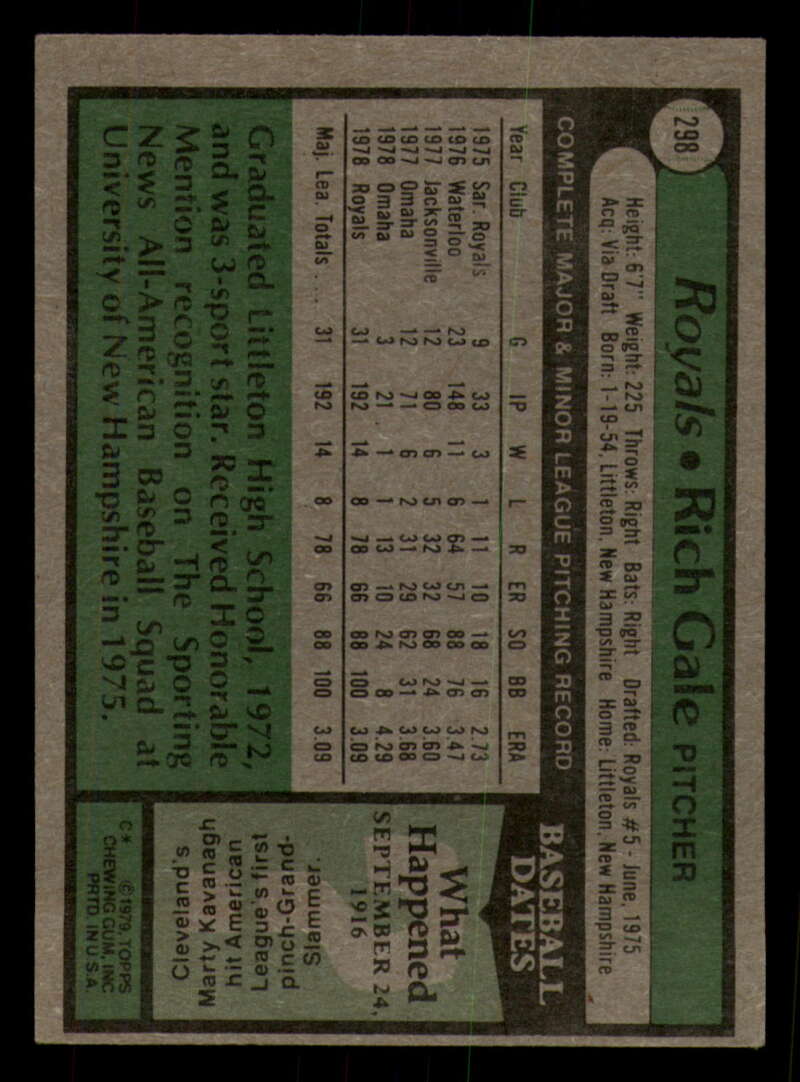 298
Royals • Rich Gale PITCHER
Height: 6'7" Weight: 225 Throws: Right Bats: Right Drafted: Royals #5 - June, 1975
Acq: Via Draft Born: 1-19-54, Littleton, New Hampshire Home: Littleton, New Hampshire
COMPLETE MAJOR & MINOR LEAGUE PITCHING RECORD
Year Club G IP W L R ER SO BB ERA
1975 Sar. Royals 9 33 3 1 11 10 18 16 2.73
1976 Waterloo 23 148 11 6 64 57 88 76 3.47
1977 Jacksonville 12 80 6 5 32 32 68 24 3.60
1977 Omaha 12 71 6 2 31 29 62 31 3.68
1978 Omaha 3 21 1 1 13 10 24 8 4.29
1978 Royals 31 192 14 8 78 66 88 100 3.09
Maj. Lea. Totals .... 31 192 14 8 78 66 88 100 3.09
Graduated Littleton High School, 1972,
and was 3-sport star. Received Honorable
Mention recognition on The Sporting
News All-American Baseball Squad at
University of New Hampshire in 1975.
BASEBALL
DATES
What
Happened
SEPTEMBER 24,
1916
Cleveland's
Marty Kavanagh
hit American
League's first
pinch-Grand-
Slammer.
C* ©1979, TOPPS
CHEWING GUM, INC
PRTD. IN U.S.A.